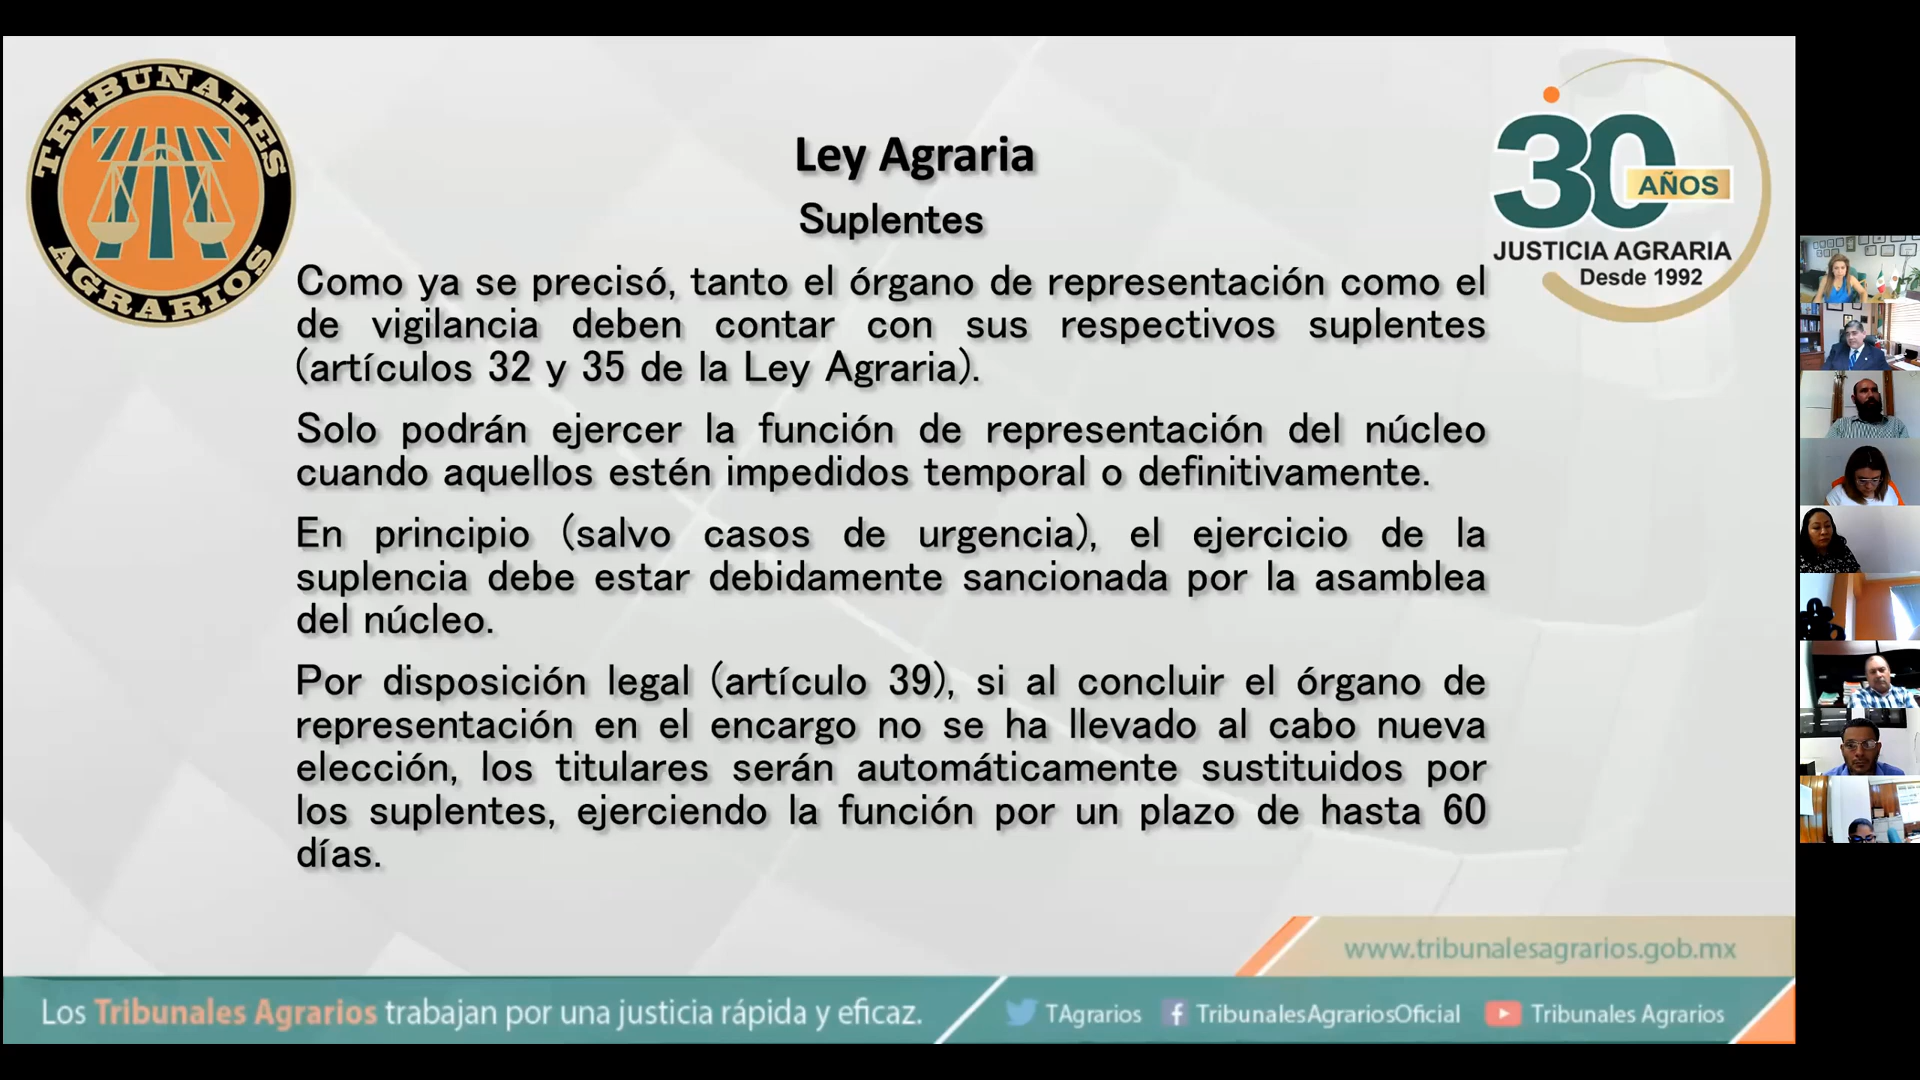 TRIBUNALES
AGRARIOS
30
AÑOS
JUSTICIA AGRARIA
Desde 1992
Ley Agraria
Suplentes
Como ya se precisó, tanto el órgano de representación como el
de vigilancia deben contar con sus respectivos suplentes
(artículos 32 y 35 de la Ley Agraria).
Solo podrán ejercer la función de representación del núcleo
cuando aquellos estén impedidos temporal o definitivamente.
En principio (salvo casos de urgencia), el ejercicio de la
suplencia debe estar debidamente sancionada por la asamblea
del núcleo.
Por disposición legal (artículo 39), si al concluir el órgano de
representación en el encargo no se ha llevado al cabo nueva
elección, los titulares serán automáticamente sustituidos por
los suplentes, ejerciendo la función por un plazo de hasta 60
días.
www.tribunalesagrarios.gob.mx
Los Tribunales Agrarios trabajan por una justicia rápida y eficaz.
TAgrarios
TribunalesAgrariosOficial
Tribunales Agrarios